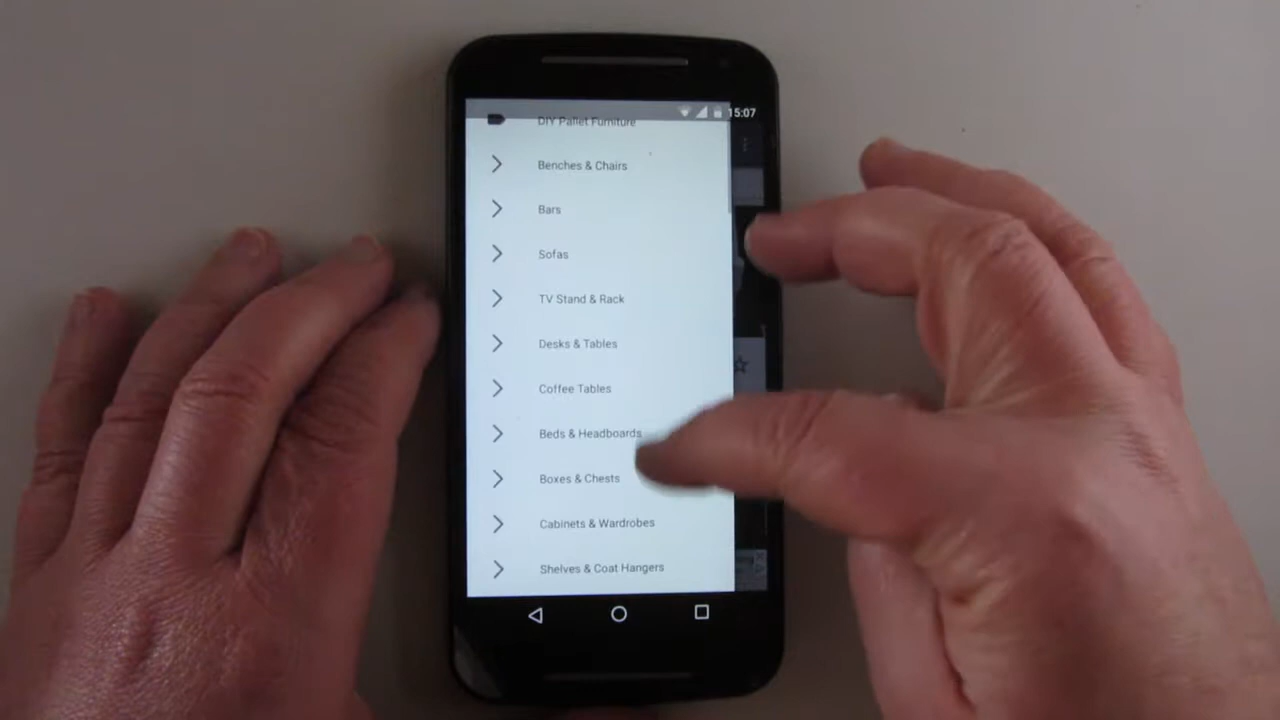 15:07
DIY Pallet Furniture
Benches & Chairs
Bars
Sofas
TV Stand & Rack
Desks & Tables
Coffee Tables
Beds & Headboards
Boxes & Chests
Cabinets & Wardrobes
Shelves & Coat Hangers